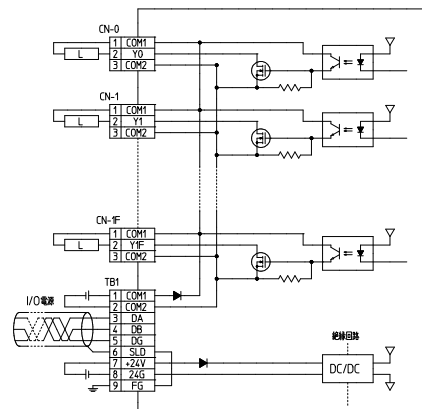 CN-0
1 COM1
L 2 Y0
3 COM2
CN-1
1 COM1
L 2 Y1
3 COM2
CN-1F
1 COM1
L 2 Y1F
3 COM2
TB1
I/O電源
1 COM1
2 COM2
3 DA
4 DB
5 DG
6 SLD
7 +24V
8 24G
9 FG
絶縁回路
DC/DC